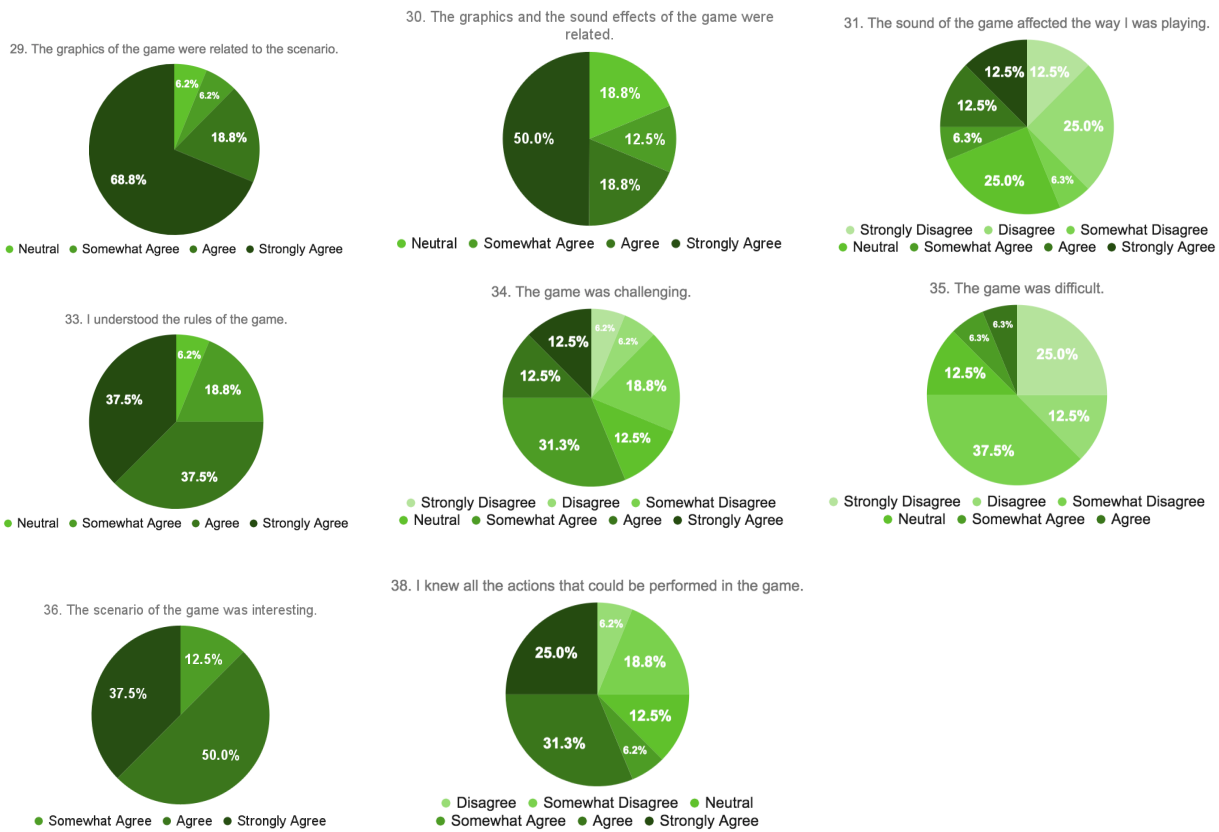 29. The graphics of the game were related to the scenario.
6.2%
6.2%
18.8%
68.8%
Neutral Somewhat Agree Agree Strongly Agree
30. The graphics and the sound effects of the game were
related.
18.8%
12.5%
18.8%
50.0%
Neutral Somewhat Agree Agree Strongly Agree
31. The sound of the game affected the way I was playing.
12.5% 12.5%
25.0%
12.5%
6.3%
25.0%
6.3%
Strongly Disagree Disagree Somewhat Disagree
Neutral Somewhat Agree Agree Strongly Agree
33. I understood the rules of the game.
6.2%
18.8%
37.5%
37.5%
Neutral Somewhat Agree Agree Strongly Agree
34. The game was challenging.
6.2%
6.2%
12.5%
12.5%
18.8%
31.3%
12.5%
Strongly Disagree Disagree Somewhat Disagree
Neutral Somewhat Agree Agree Strongly Agree
35. The game was difficult.
6.3%
6.3%
25.0%
12.5%
12.5%
37.5%
Strongly Disagree Disagree Somewhat Disagree
Neutral Somewhat Agree Agree
36. The scenario of the game was interesting.
12.5%
37.5%
50.0%
Somewhat Agree Agree Strongly Agree
38. I knew all the actions that could be performed in the game.
6.2%
25.0%
18.8%
12.5%
31.3%
6.2%
Disagree Somewhat Disagree Neutral
Somewhat Agree Agree Strongly Agree